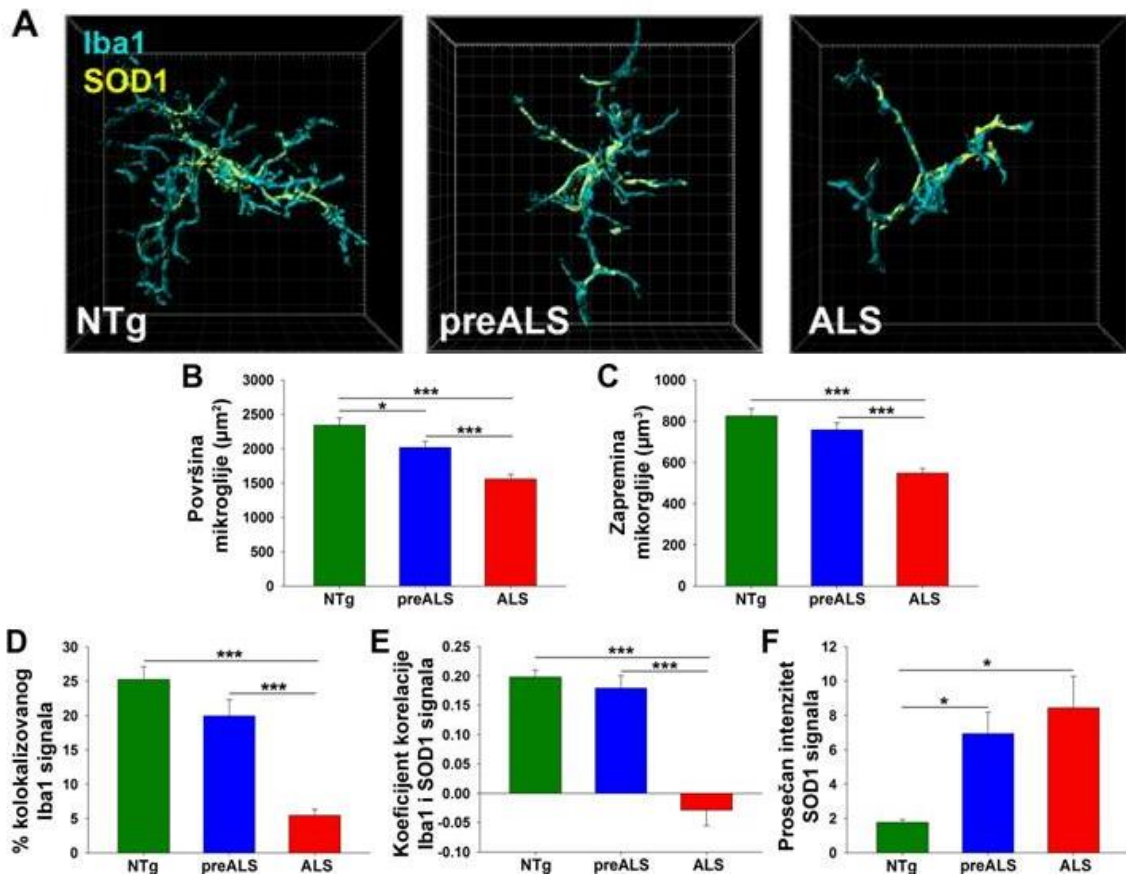 A
Iba1
SOD1
NTg
preALS
ALS
B
Površina
mikroglije (µm²)
3000
2500
2000
1500
1000
500
0
***
*
***
NTg
preALS
ALS
C
Zapremina
mikorglije (µm³)
1000
800
600
400
200
0
***
***
NTg
preALS
ALS
D
% kolokalizovanog
Iba1 signala
30
25
20
15
10
5
0
***
***
NTg
preALS
ALS
E
Koeficijent korelacije
Iba1 i SOD1 signala
0.25
0.20
0.15
0.10
0.05
0.00
-0.05
-0.10
***
***
NTg
preALS
ALS
F
Prosečan intenzitet
SOD1 signala
12
10
8
6
4
2
0
*
*
NTg
preALS
ALS